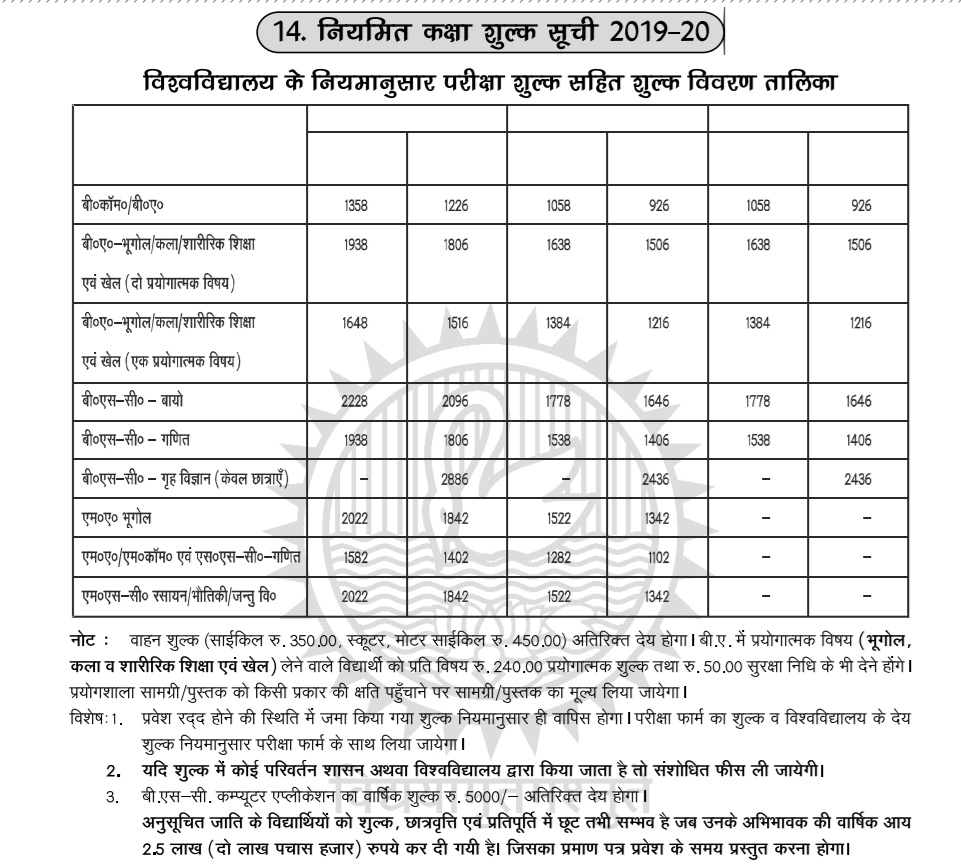 14. नियमित कक्षा शुल्क सूची 2019–20
विश्वविद्यालय के नियमानुसार परीक्षा शुल्क सहित शुल्क विवरण तालिका
बी०कॉम०/बी०ए० 1358 1226 1058 926 1058 926
बी०ए०–भूगोल/कला/शारीरिक शिक्षा 1938 1806 1638 1506 1638 1506
एवं खेल (दो प्रयोगात्मक विषय)
बी०ए०–भूगोल/कला/शारीरिक शिक्षा 1648 1516 1384 1216 1384 1216
एवं खेल (एक प्रयोगात्मक विषय)
बी०एस–सी० – बायो 2228 2096 1778 1646 1778 1646
बी०एस–सी० – गणित 1938 1806 1538 1406 1538 1406
बी०एस–सी० – गृह विज्ञान (केवल छात्राएँ) – 2886 – 2436 – 2436
एम०ए० भूगोल 2022 1842 1522 1342 – –
एम०ए०/एम०कॉम० एवं एस०एस–सी०–गणित 1582 1402 1282 1102 – –
एम०एस–सी० रसायन/भौतिकी/जन्तु वि० 2022 1842 1522 1342 – –
नोट : वाहन शुल्क (साईकिल रु. 350.00, स्कूटर, मोटर साईकिल रु. 450.00) अतिरिक्त देय होगा। बी.ए. में प्रयोगात्मक विषय (भूगोल,
कला व शारीरिक शिक्षा एवं खेल) लेने वाले विद्यार्थी को प्रति विषय रु. 240.00 प्रयोगात्मक शुल्क तथा रु. 50.00 सुरक्षा निधि के भी देने होंगे।
प्रयोगशाला सामग्री/पुस्तक को किसी प्रकार की क्षति पहुँचाने पर सामग्री/पुस्तक का मूल्य लिया जायेगा।
विशेष: 1. प्रवेश रद्द होने की स्थिति में जमा किया गया शुल्क नियमानुसार ही वापिस होगा। परीक्षा फार्म का शुल्क व विश्वविद्यालय के देय
शुल्क नियमानुसार परीक्षा फार्म के साथ लिया जायेगा।
2. यदि शुल्क में कोई परिवर्तन शासन अथवा विश्वविद्यालय द्वारा किया जाता है तो संशोधित फीस ली जायेगी।
3. बी.एस–सी. कम्प्यूटर एप्लीकेशन का वार्षिक शुल्क रु. 5000/– अतिरिक्त देय होगा।
अनुसूचित जाति के विद्यार्थियों को शुल्क, छात्रवृत्ति एवं प्रतिपूर्ति में छूट तभी सम्भव है जब उनके अभिभावक की वार्षिक आय
2.5 लाख (दो लाख पचास हजार) रुपये कर दी गयी है। जिसका प्रमाण पत्र प्रवेश के समय प्रस्तुत करना होगा।